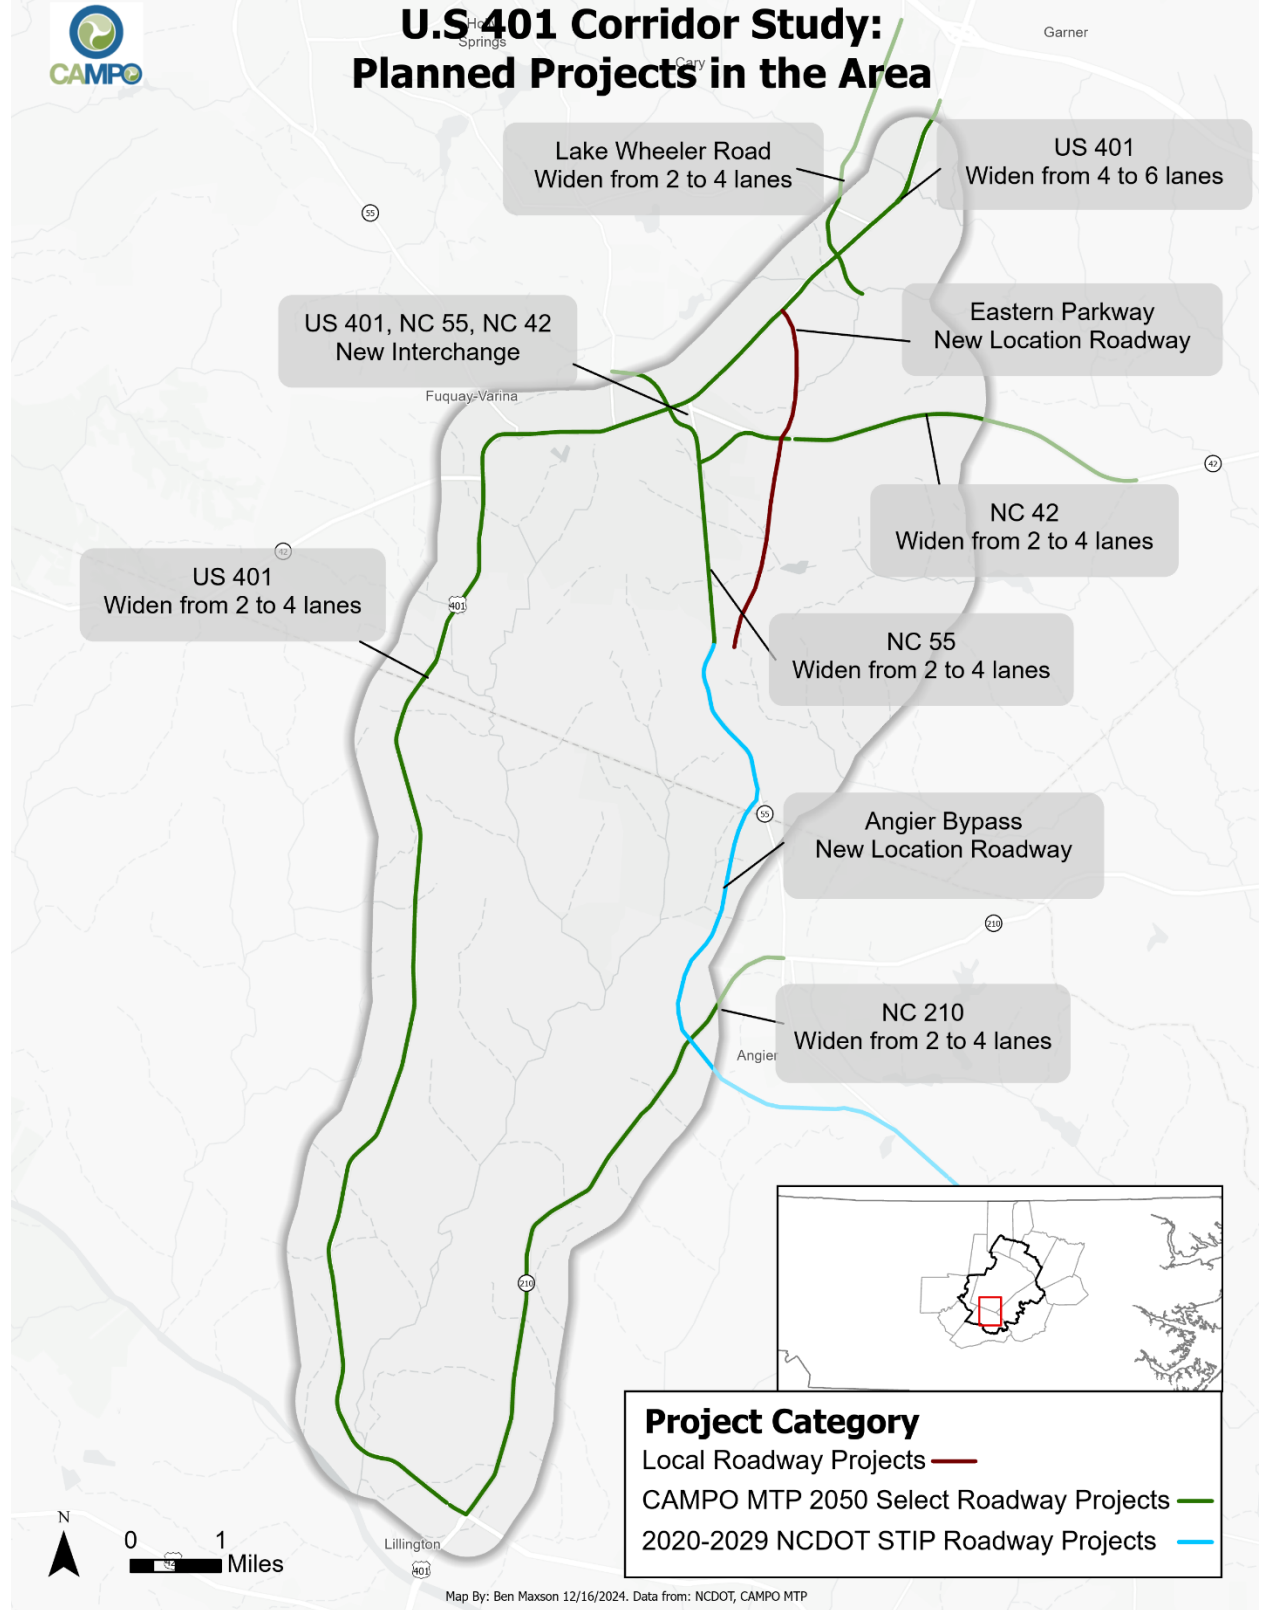 CAMPO
U.S 401 Corridor Study:
Planned Projects in the Area
Holly
Springs
Cary
Garner
Lake Wheeler Road
Widen from 2 to 4 lanes
US 401
Widen from 4 to 6 lanes
55
US 401, NC 55, NC 42
New Interchange
Eastern Parkway
New Location Roadway
Fuquay-Varina
42
NC 42
Widen from 2 to 4 lanes
42
US 401
Widen from 2 to 4 lanes
401
NC 55
Widen from 2 to 4 lanes
55
Angier Bypass
New Location Roadway
210
NC 210
Widen from 2 to 4 lanes
Angier
210
Project Category
Local Roadway Projects
CAMPO MTP 2050 Select Roadway Projects
2020-2029 NCDOT STIP Roadway Projects
N
0 1
Miles
Lillington
401
Map By: Ben Maxson 12/16/2024. Data from: NCDOT, CAMPO MTP